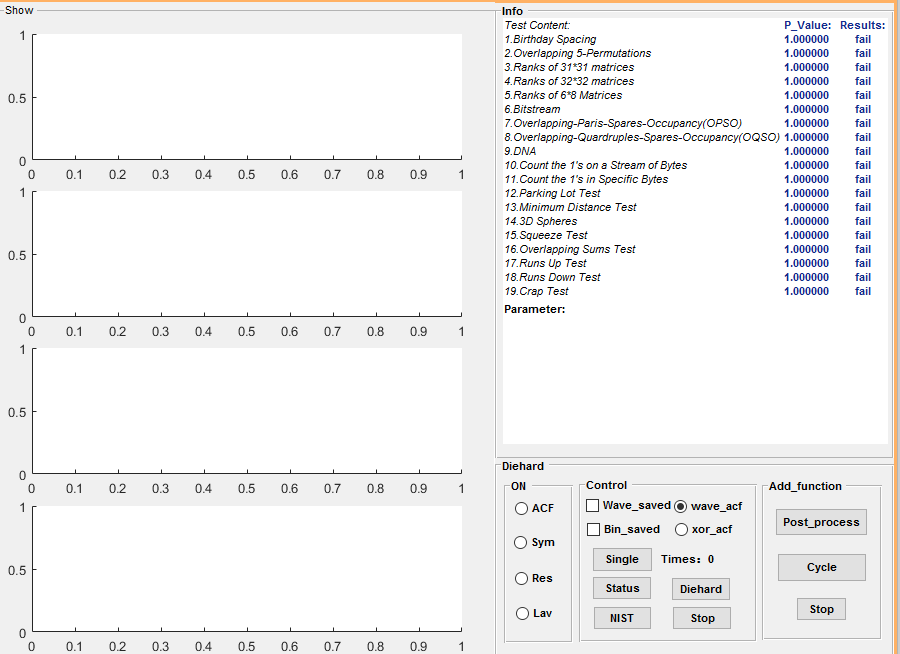 Show
1
0.5
0
0 0.1 0.2 0.3 0.4 0.5 0.6 0.7 0.8 0.9 1
1
0.5
0
0 0.1 0.2 0.3 0.4 0.5 0.6 0.7 0.8 0.9 1
1
0.5
0
0 0.1 0.2 0.3 0.4 0.5 0.6 0.7 0.8 0.9 1
1
0.5
0
0 0.1 0.2 0.3 0.4 0.5 0.6 0.7 0.8 0.9 1
Info
Test Content: P_Value: Results:
1.Birthday Spacing 1.000000 fail
2.Overlapping 5-Permutations 1.000000 fail
3.Ranks of 31*31 matrices 1.000000 fail
4.Ranks of 32*32 matrices 1.000000 fail
5.Ranks of 6*8 Matrices 1.000000 fail
6.Bitstream 1.000000 fail
7.Overlapping-Paris-Spares-Occupancy(OPSO) 1.000000 fail
8.Overlapping-Quardruples-Spares-Occupancy(OQSO) 1.000000 fail
9.DNA 1.000000 fail
10.Count the 1's on a Stream of Bytes 1.000000 fail
11.Count the 1's in Specific Bytes 1.000000 fail
12.Parking Lot Test 1.000000 fail
13.Minimum Distance Test 1.000000 fail
14.3D Spheres 1.000000 fail
15.Squeeze Test 1.000000 fail
16.Overlapping Sums Test 1.000000 fail
17.Runs Up Test 1.000000 fail
18.Runs Down Test 1.000000 fail
19.Crap Test 1.000000 fail
Parameter:
Diehard
ON
ACF
Sym
Res
Lav
Control
Wave_saved wave_acf
Bin_saved xor_acf
Single Times: 0
Status Diehard
NIST Stop
Add_function
Post_process
Cycle
Stop